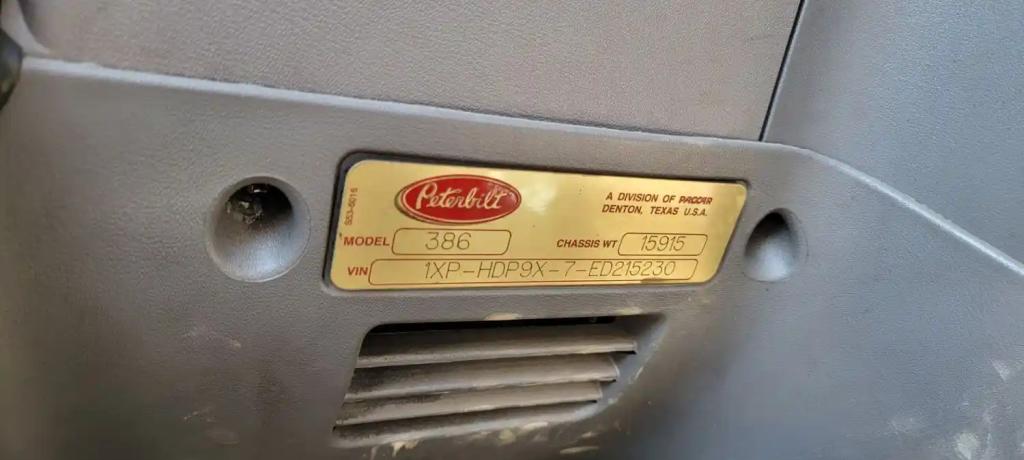 Peterbilt
A DIVISION OF PACCAR
DENTON, TEXAS U.S.A.
MODEL 386 CHASSIS WT 15915
VIN 1XP-HDP9X-7-ED215230